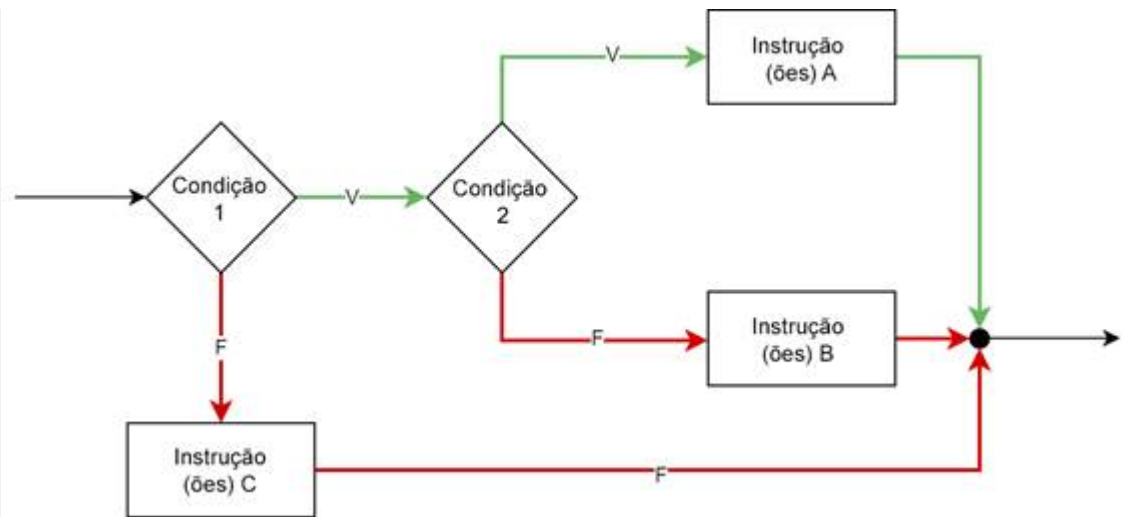 V
Instrução
(ões) A
Condição
1
V
Condição
2
F
F
Instrução
(ões) B
Instrução
(ões) C
F